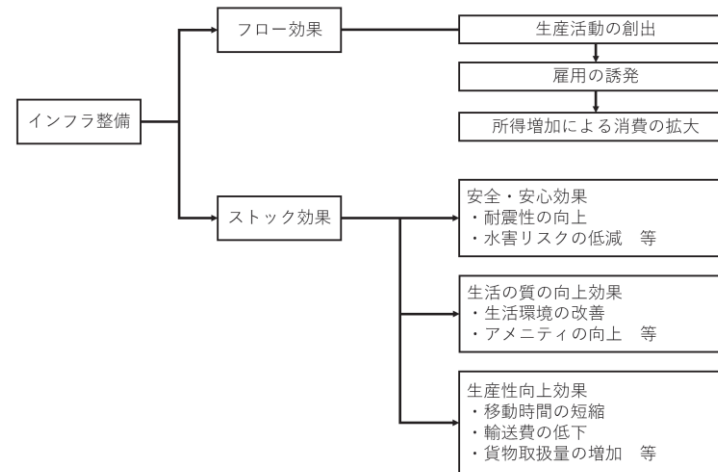 フロー効果
生産活動の創出
雇用の誘発
インフラ整備
所得増加による消費の拡大
ストック効果
安全・安心効果
・耐震性の向上
・水害リスクの低減　等
生活の質の向上効果
・生活環境の改善
・アメニティの向上　等
生産性向上効果
・移動時間の短縮
・輸送費の低下
・貨物取扱量の増加　等